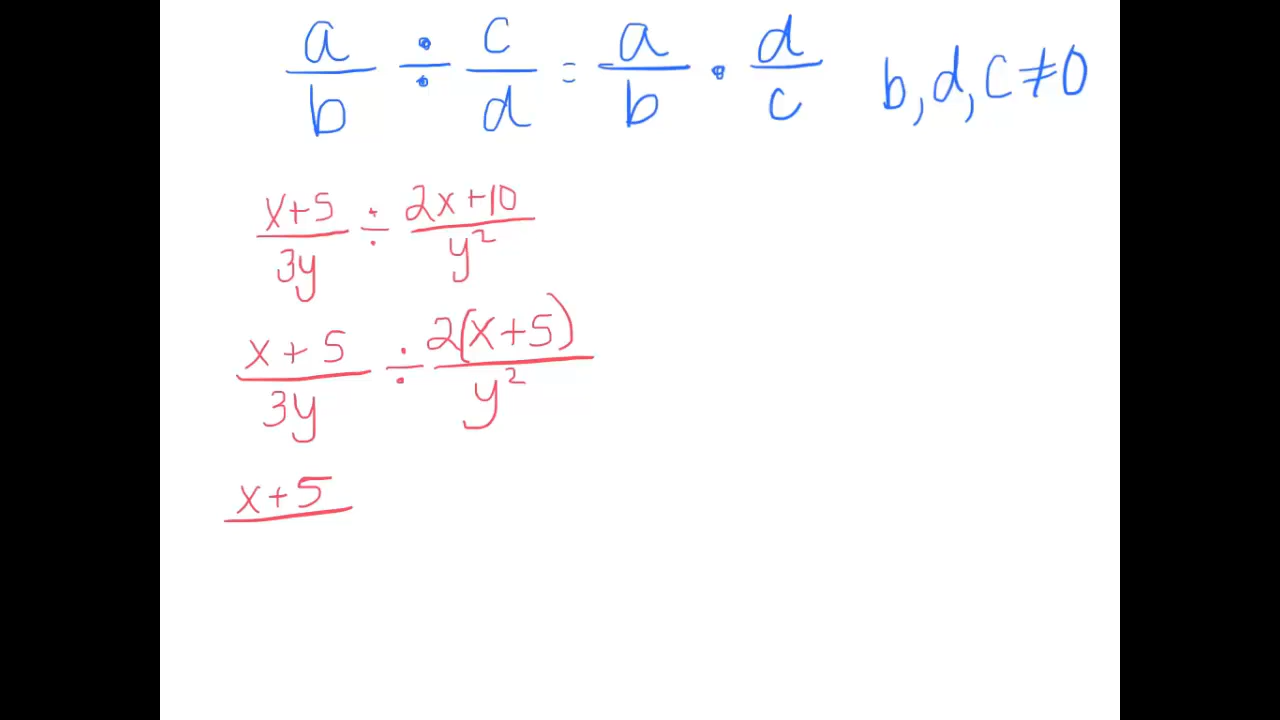 a/b ÷ c/d = a/b · d/c b, d, c ≠ 0
x+5/3y ÷ 2x+10/y²
x + 5/3y ÷ 2(x+5)/y²
x+5